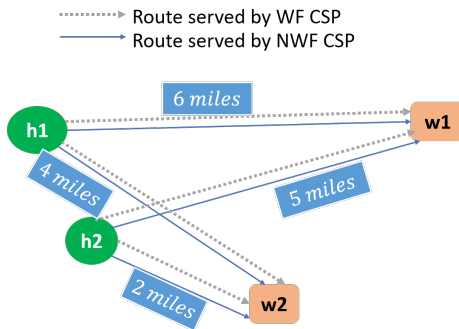 Route served by WF CSP
Route served by NWF CSP
6 miles
h1
w1
4 miles
5 miles
h2
2 miles
w2